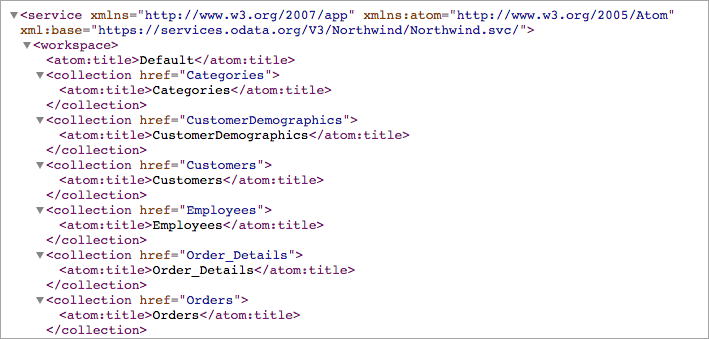 ▼<service xmlns="http://www.w3.org/2007/app" xmlns:atom="http://www.w3.org/2005/Atom"
xml:base="https://services.odata.org/V3/Northwind/Northwind.svc/">
▼<workspace>
<atom:title>Default</atom:title>
▼<collection href="Categories">
<atom:title>Categories</atom:title>
</collection>
▼<collection href="CustomerDemographics">
<atom:title>CustomerDemographics</atom:title>
</collection>
▼<collection href="Customers">
<atom:title>Customers</atom:title>
</collection>
▼<collection href="Employees">
<atom:title>Employees</atom:title>
</collection>
▼<collection href="Order_Details">
<atom:title>Order_Details</atom:title>
</collection>
▼<collection href="Orders">
<atom:title>Orders</atom:title>
</collection>